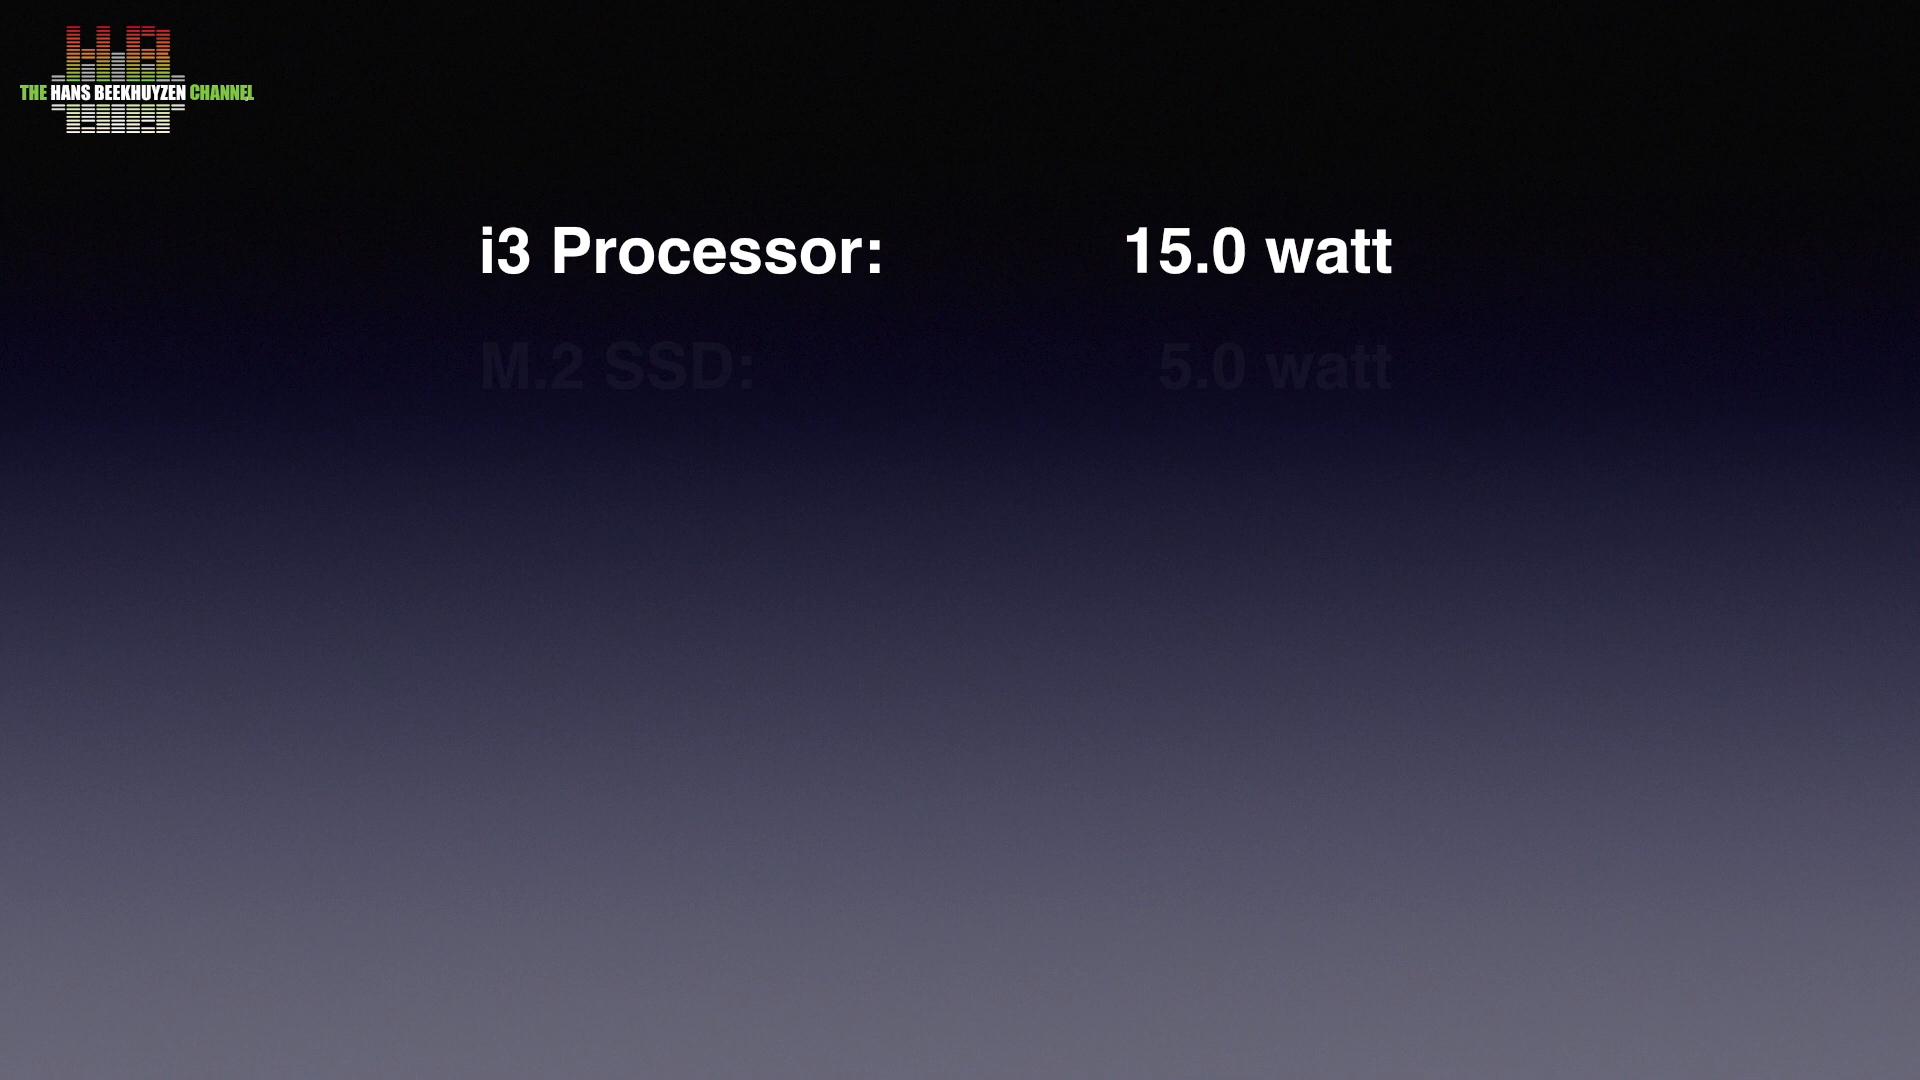 THE HANS BEEKHUYZEN CHANNEL
i3 Processor: 15.0 watt
M.2 SSD: 5.0 watt